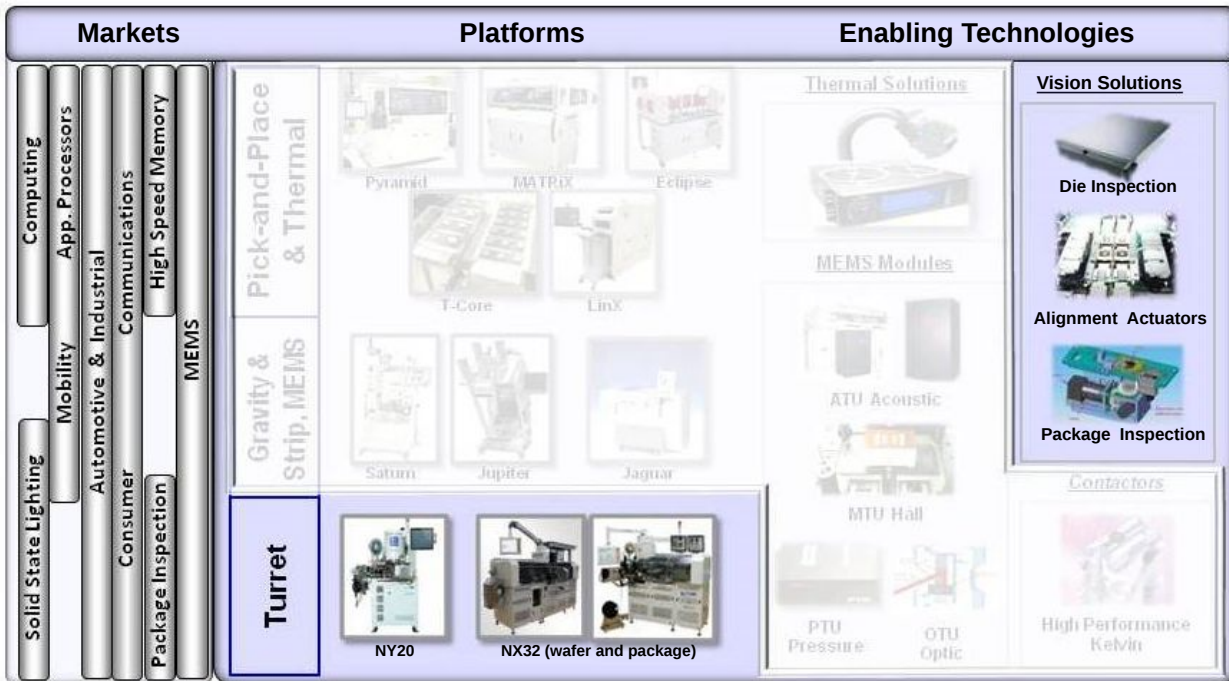 Markets
Platforms
Enabling Technologies
Computing
Solid State Lighting
App. Processors
Mobility
Automotive & Industrial
Communications
Consumer
High Speed Memory
Package Inspection
MEMS
Pick-and-Place
& Thermal
Pyramid
MATRiX
Eclipse
T-Core
LinX
Gravity &
Strip, MEMS
Saturn
Jupiter
Jaguar
Turret
NY20
NX32 (wafer and package)
Thermal Solutions
MEMS Modules
ATU Acoustic
MTU Hall
PTU
Pressure
OTU
Optic
Vision Solutions
Die Inspection
Alignment Actuators
Package Inspection
Contactors
High Performance
Kelvin